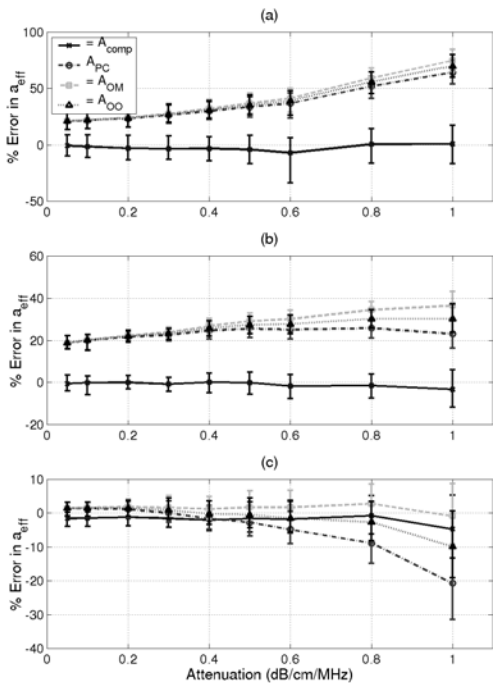 (a)
= A_comp
A_PC
= A_OM
= A_OO
% Error in a_eff
100
50
0
-50
0 0.2 0.4 0.6 0.8 1
(b)
% Error in a_eff
60
40
20
0
-20
0 0.2 0.4 0.6 0.8 1
(c)
% Error in a_eff
10
0
-10
-20
-30
-40
0 0.2 0.4 0.6 0.8 1
Attenuation (dB/cm/MHz)